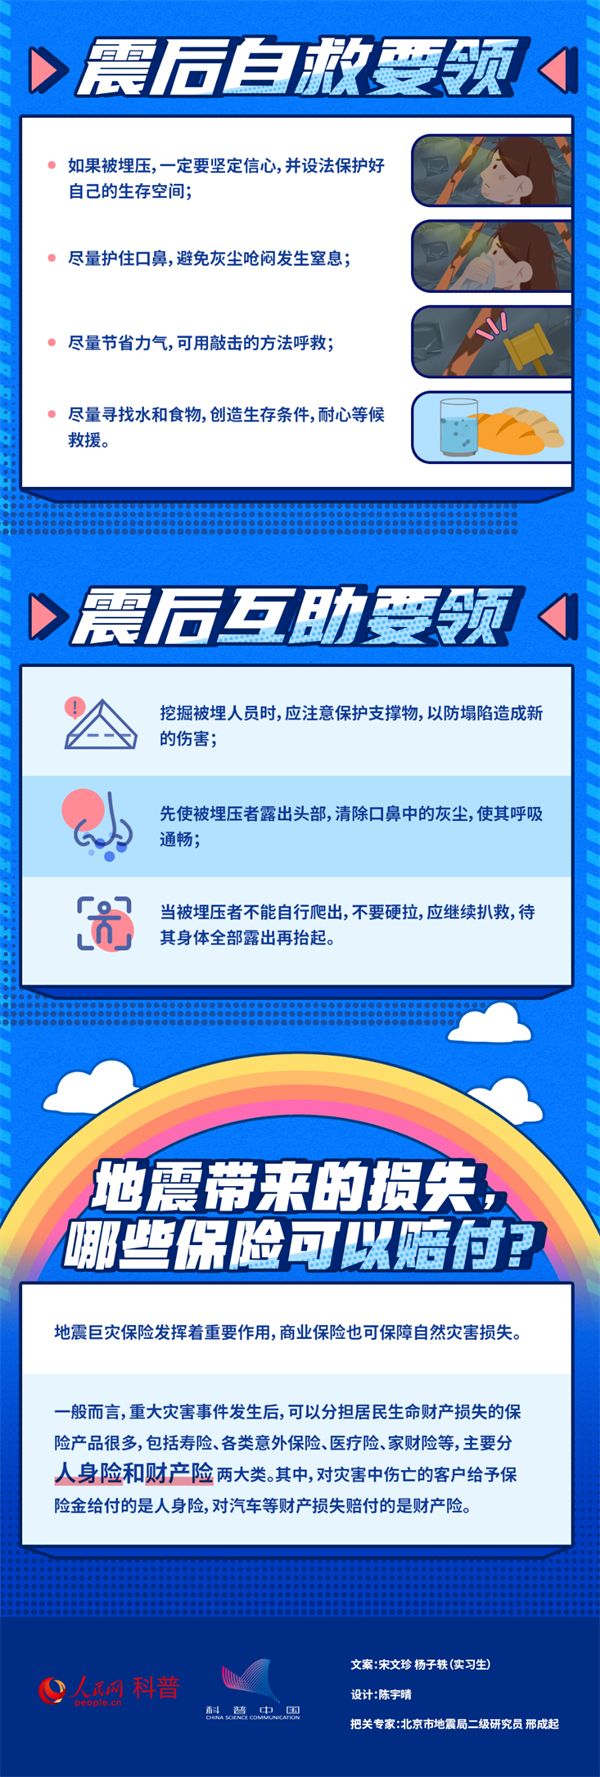 震后自救要领
如果被埋压,一定要坚定信心,并设法保护好
自己的生存空间;
尽量护住口鼻,避免灰尘呛闷发生窒息;
尽量节省力气,可用敲击的方法呼救;
尽量寻找水和食物,创造生存条件,耐心等候
救援。
震后互助要领
挖掘被埋人员时,应注意保护支撑物,以防塌陷造成新
的伤害;
先使被埋压者露出头部,清除口鼻中的灰尘,使其呼吸
通畅;
当被埋压者不能自行爬出,不要硬拉,应继续扒救,待
其身体全部露出再抬起。
地震带来的损失,
哪些保险可以赔付?
地震巨灾保险发挥着重要作用,商业保险也可保障自然灾害损失。
一般而言,重大灾害事件发生后,可以分担居民生命财产损失的保
险产品很多,包括寿险、各类意外保险、医疗险、家财险等,主要分
人身险和财产险两大类。其中,对灾害中伤亡的客户给予保
险金给付的是人身险,对汽车等财产损失赔付的是财产险。
人民网 科普
people.cn
科普中国
CHINA SCIENCE COMMUNICATION
文案:宋文珍 杨子轶(实习生)
设计:陈宇晴
把关专家:北京市地震局二级研究员 邢成起